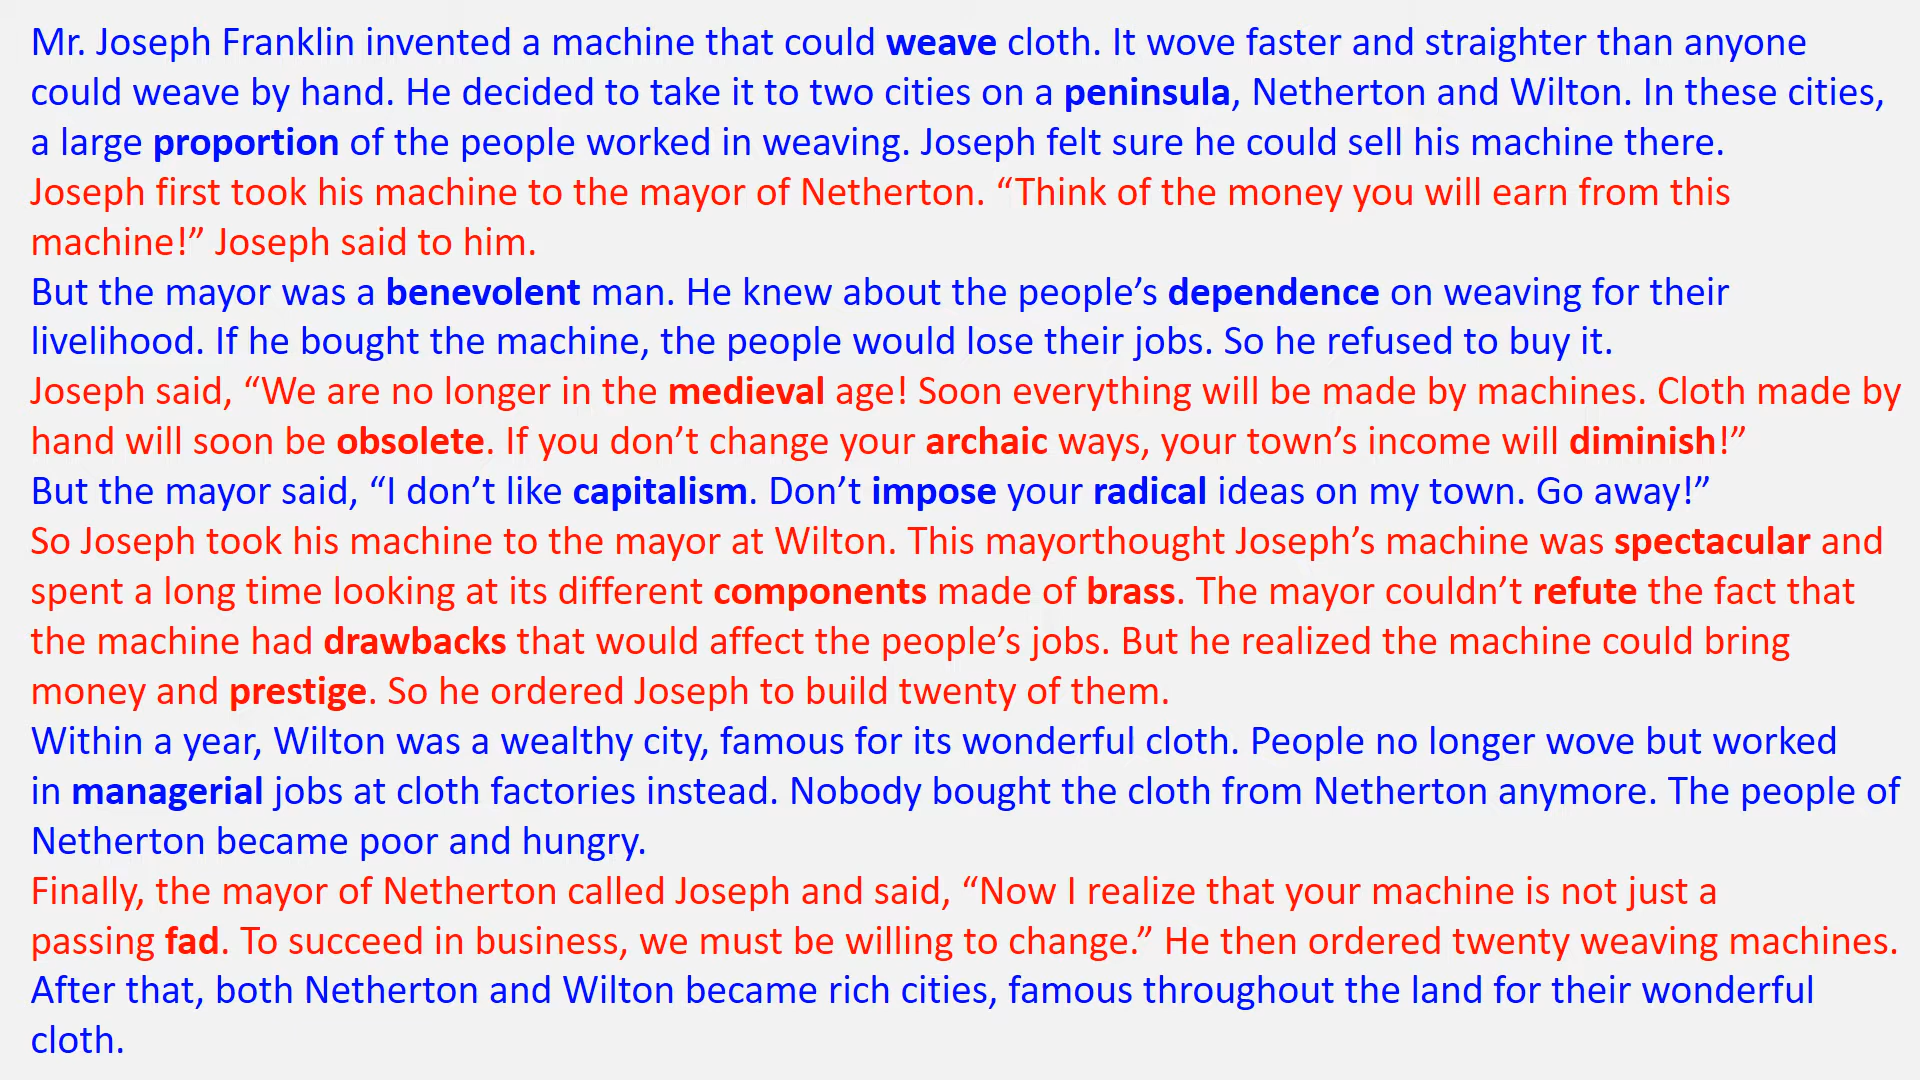 Mr. Joseph Franklin invented a machine that could weave cloth. It wove faster and straighter than anyone
could weave by hand. He decided to take it to two cities on a peninsula, Netherton and Wilton. In these cities,
a large proportion of the people worked in weaving. Joseph felt sure he could sell his machine there.
Joseph first took his machine to the mayor of Netherton. “Think of the money you will earn from this
machine!” Joseph said to him.
But the mayor was a benevolent man. He knew about the people’s dependence on weaving for their
livelihood. If he bought the machine, the people would lose their jobs. So he refused to buy it.
Joseph said, “We are no longer in the medieval age! Soon everything will be made by machines. Cloth made by
hand will soon be obsolete. If you don’t change your archaic ways, your town’s income will diminish!”
But the mayor said, “I don’t like capitalism. Don’t impose your radical ideas on my town. Go away!”
So Joseph took his machine to the mayor at Wilton. This mayorthought Joseph’s machine was spectacular and
spent a long time looking at its different components made of brass. The mayor couldn’t refute the fact that
the machine had drawbacks that would affect the people’s jobs. But he realized the machine could bring
money and prestige. So he ordered Joseph to build twenty of them.
Within a year, Wilton was a wealthy city, famous for its wonderful cloth. People no longer wove but worked
in managerial jobs at cloth factories instead. Nobody bought the cloth from Netherton anymore. The people of
Netherton became poor and hungry.
Finally, the mayor of Netherton called Joseph and said, “Now I realize that your machine is not just a
passing fad. To succeed in business, we must be willing to change.” He then ordered twenty weaving machines.
After that, both Netherton and Wilton became rich cities, famous throughout the land for their wonderful
cloth.